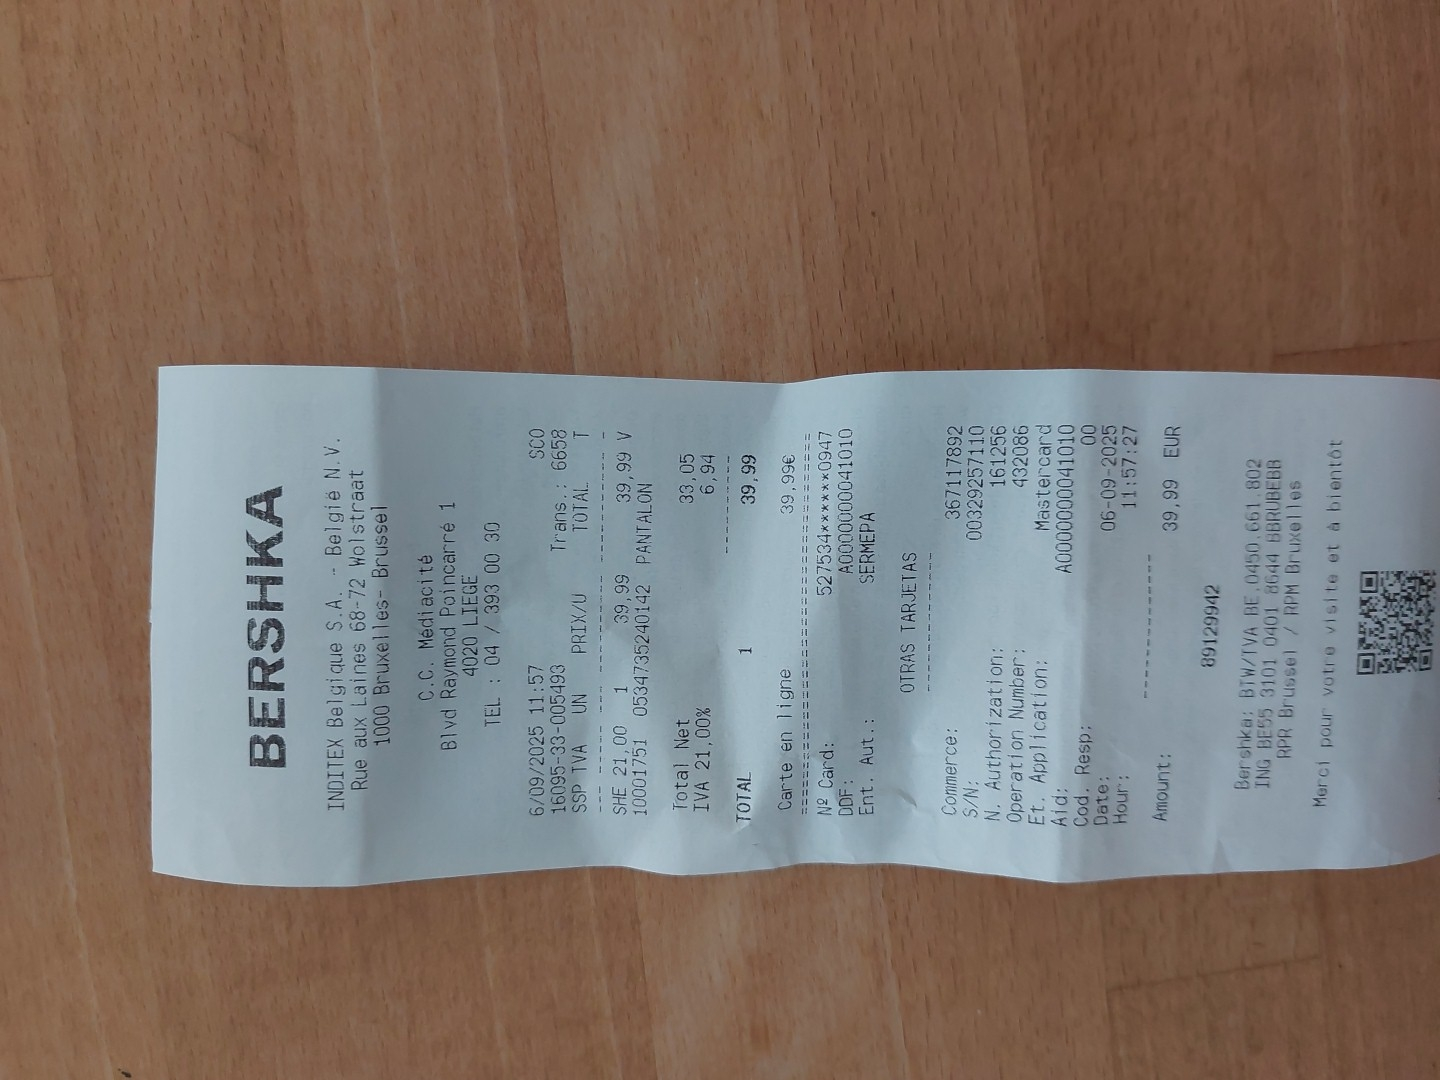 BERSHKA
INDITEX Belgique S.A. - België N.V.
Rue aux Laines 68-72 Wolstraat
1000 Bruxelles- Brussel
C.C. Médiacité
Blvd Raymond Poincarré 1
4020 LIEGE
TEL : 04 / 393 00 30
6/09/2025 11:57 SCO
16095-33-005493 Trans.: 6658
SSP TVA UN PRIX/U TOTAL T
SHE 21,00 1 39,99 39,99 V
10001751 05347352401​42 PANTALON
Total Net 33,05
IVA 21,00% 6,94
TOTAL 1 39,99
Carte en ligne 39,99€
Nº Card: 527534******0947
DDF: A0000000041010
Ent. Aut.: SERMEPA
OTRAS TARJETAS
Commerce: 367117892
S/N: 00329257110
N. Authorization: 161256
Operation Number: 432086
Et. Application: Mastercard
Aid: A0000000041010
Cod. Resp: 00
Date: 06-09-2025
Hour: 11:57:27
Amount: 39,99 EUR
89129942
Bershka: BTW/TVA BE.0450.661.802
ING BE55 3101 0401 8644 BBRUBEBB
RPR Brussel / RPM Bruxelles
Merci pour votre visite et à bientôt